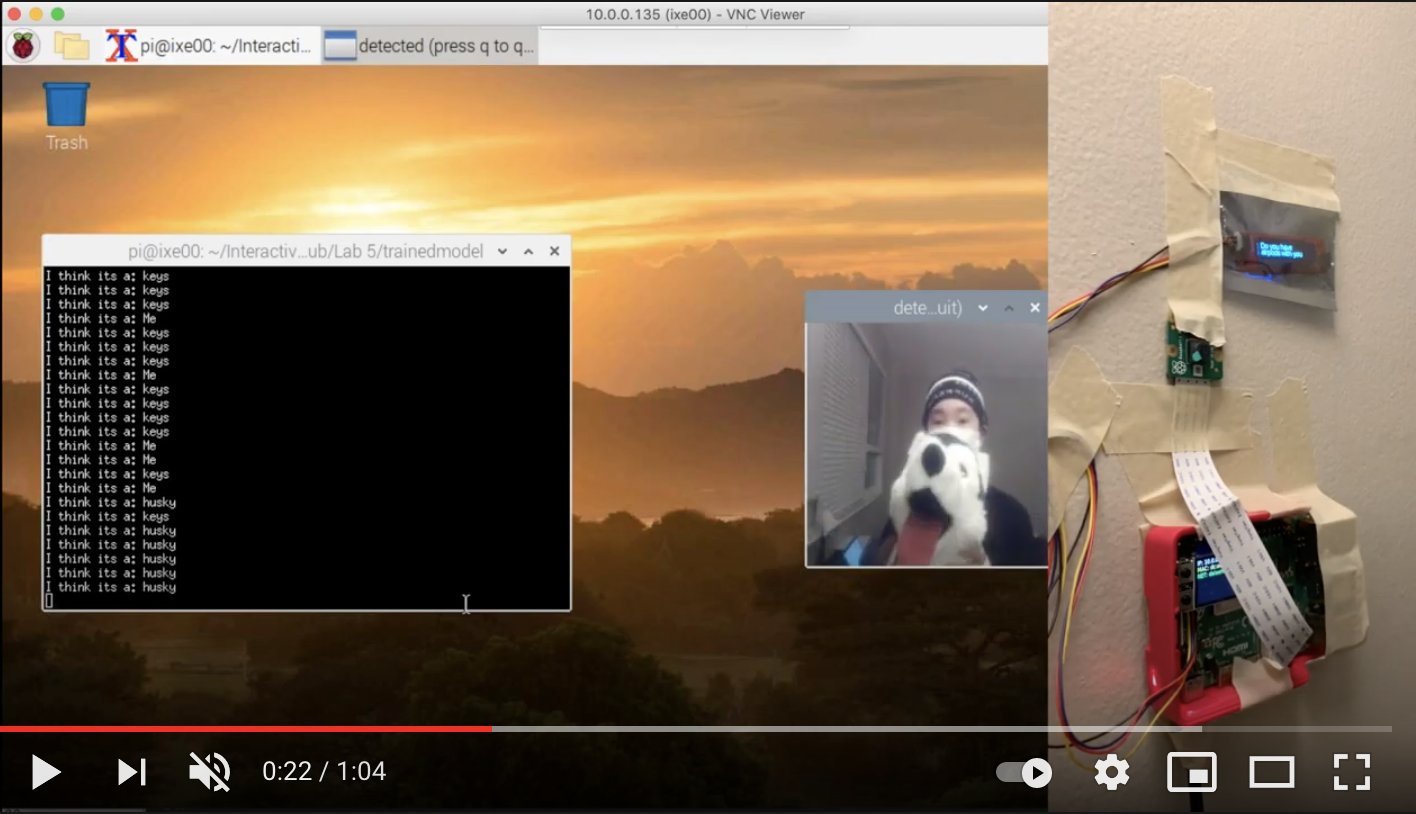 10.0.0.135 (ixe00) - VNC Viewer
pi@ixe00: ~/Interacti...
detected (press q to q...
Trash
pi@ixe00: ~/Interactiv...ub/Lab 5/trainedmodel
I think its a: keys
I think its a: keys
I think its a: keys
I think its a: Me
I think its a: keys
I think its a: keys
I think its a: keys
I think its a: Me
I think its a: keys
I think its a: keys
I think its a: keys
I think its a: keys
I think its a: Me
I think its a: Me
I think its a: keys
I think its a: Me
I think its a: husky
I think its a: keys
I think its a: husky
I think its a: husky
I think its a: husky
I think its a: husky
I think its a: husky
dete...uit)
Do you have
airpods with you
HDMI
0:22 / 1:04